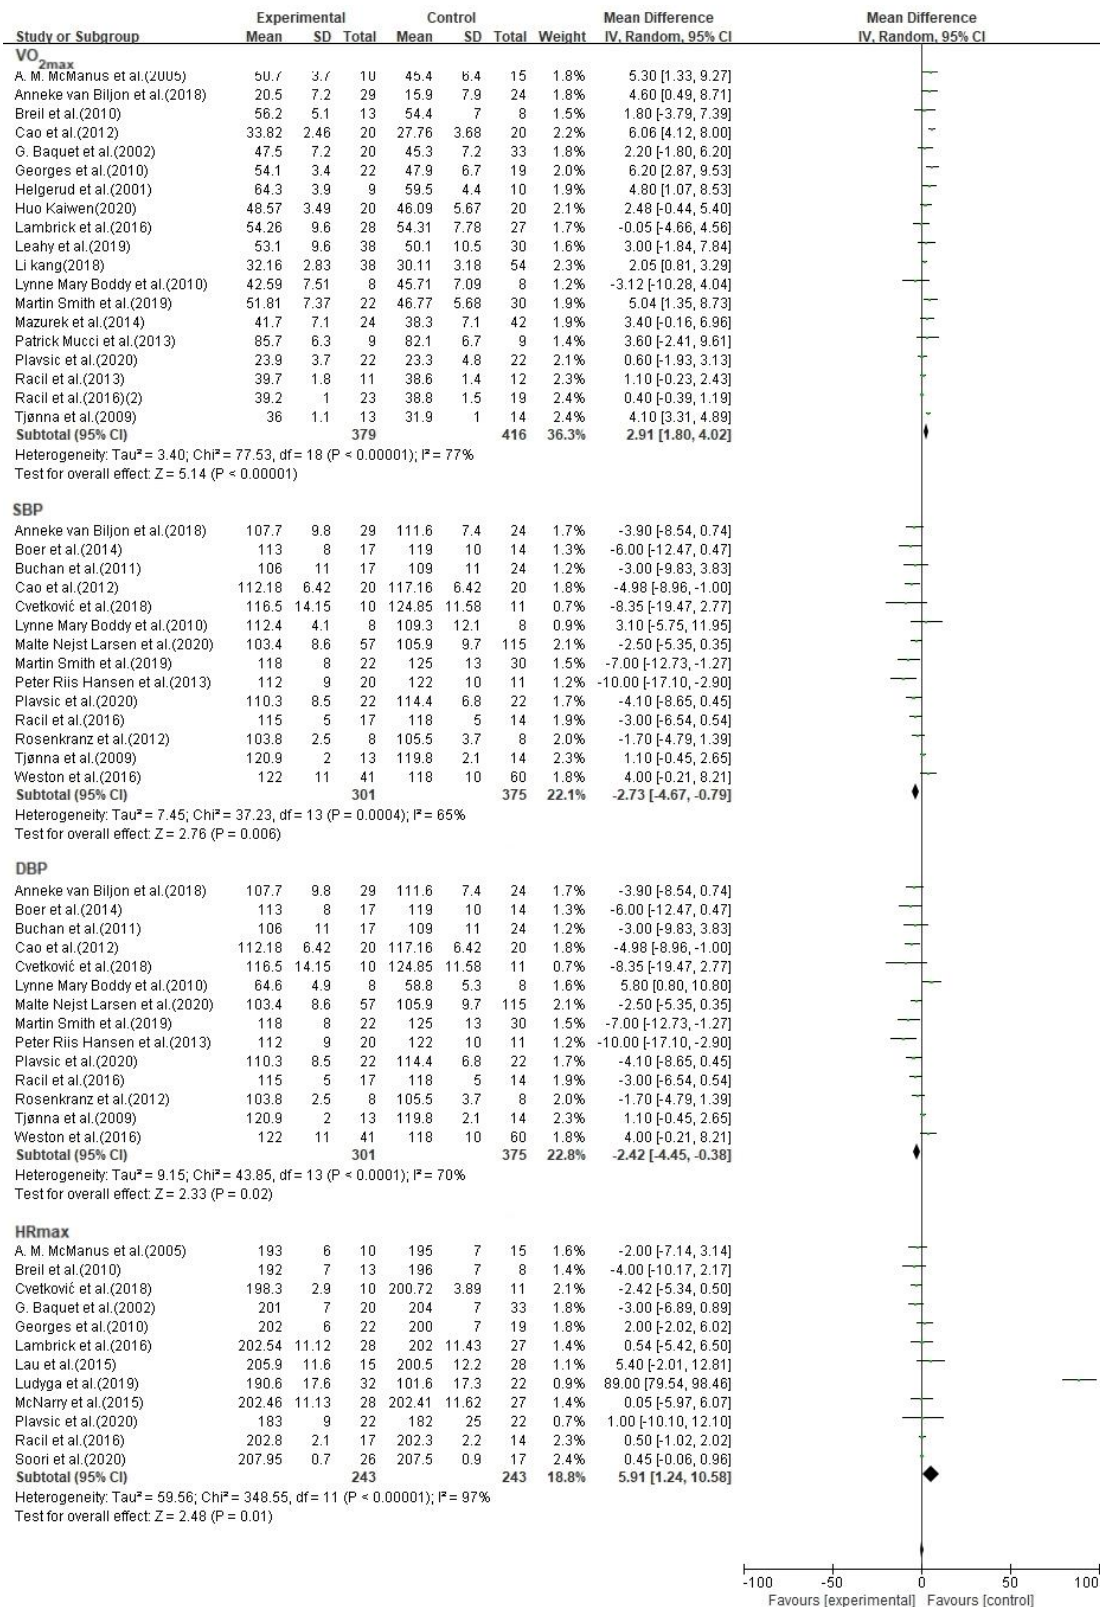 Experimental Control Mean Difference Mean Difference
Study or Subgroup Mean SD Total Mean SD Total Weight IV, Random, 95% CI IV, Random, 95% CI
VO2max
A. M. McManus et al.(2005) 50.7 3.7 10 45.4 6.4 15 1.8% 5.30 [1.33, 9.27]
Anneke van Biljon et al.(2018) 20.5 7.2 29 15.9 7.9 24 1.8% 4.60 [0.49, 8.71]
Breil et al.(2010) 56.2 5.1 13 54.4 7 8 1.5% 1.80 [-3.79, 7.39]
Cao et al.(2012) 33.82 2.46 20 27.76 3.68 20 2.2% 6.06 [4.12, 8.00]
G. Baquet et al.(2002) 47.5 7.2 20 45.3 7.2 33 1.8% 2.20 [-1.80, 6.20]
Georges et al.(2010) 54.1 3.4 22 47.9 6.7 19 2.0% 6.20 [2.87, 9.53]
Helgerud et al.(2001) 64.3 3.9 9 59.5 4.4 10 1.9% 4.80 [1.07, 8.53]
Huo Kaiwen(2020) 48.57 3.49 20 46.09 5.67 20 2.1% 2.48 [-0.44, 5.40]
Lambrick et al.(2016) 54.26 9.6 28 54.31 7.78 27 1.7% -0.05 [-4.66, 4.56]
Leahy et al.(2019) 53.1 9.6 38 50.1 10.5 30 1.6% 3.00 [-1.84, 7.84]
Li kang(2018) 32.16 2.83 38 30.11 3.18 54 2.3% 2.05 [0.81, 3.29]
Lynne Mary Boddy et al.(2010) 42.59 7.51 8 45.71 7.09 8 1.2% -3.12 [-10.28, 4.04]
Martin Smith et al.(2019) 51.81 7.37 22 46.77 5.68 30 1.9% 5.04 [1.35, 8.73]
Mazurek et al.(2014) 41.7 7.1 24 38.3 7.1 42 1.9% 3.40 [-0.16, 6.96]
Patrick Mucci et al.(2013) 85.7 6.3 9 82.1 6.7 9 1.4% 3.60 [-2.41, 9.61]
Plavsic et al.(2020) 23.9 3.7 22 23.3 4.8 22 2.1% 0.60 [-1.93, 3.13]
Racil et al.(2013) 39.7 1.8 11 38.6 1.4 12 2.3% 1.10 [-0.23, 2.43]
Racil et al.(2016)(2) 39.2 1 23 38.8 1.5 19 2.4% 0.40 [-0.39, 1.19]
Tjønna et al.(2009) 36 1.1 13 31.9 1 14 2.4% 4.10 [3.31, 4.89]
Subtotal (95% CI) 379 416 36.3% 2.91 [1.80, 4.02]
Heterogeneity: Tau² = 3.40; Chi² = 77.53, df = 18 (P < 0.00001); I² = 77%
Test for overall effect: Z = 5.14 (P < 0.00001)
SBP
Anneke van Biljon et al.(2018) 107.7 9.8 29 111.6 7.4 24 1.7% -3.90 [-8.54, 0.74]
Boer et al.(2014) 113 8 17 119 10 14 1.3% -6.00 [-12.47, 0.47]
Buchan et al.(2011) 106 11 17 109 11 24 1.2% -3.00 [-9.83, 3.83]
Cao et al.(2012) 112.18 6.42 20 117.16 6.42 20 1.8% -4.98 [-8.96, -1.00]
Cvetković et al.(2018) 116.5 14.15 10 124.85 11.58 11 0.7% -8.35 [-19.47, 2.77]
Lynne Mary Boddy et al.(2010) 112.4 4.1 8 109.3 12.1 8 0.9% 3.10 [-5.75, 11.95]
Malte Nejst Larsen et al.(2020) 103.4 8.6 57 105.9 9.7 115 2.1% -2.50 [-5.35, 0.35]
Martin Smith et al.(2019) 118 8 22 125 13 30 1.5% -7.00 [-12.73, -1.27]
Peter Riis Hansen et al.(2013) 112 9 20 122 10 11 1.2% -10.00 [-17.10, -2.90]
Plavsic et al.(2020) 110.3 8.5 22 114.4 6.8 22 1.7% -4.10 [-8.65, 0.45]
Racil et al.(2016) 115 5 17 118 5 14 1.9% -3.00 [-6.54, 0.54]
Rosenkranz et al.(2012) 103.8 2.5 8 105.5 3.7 8 2.0% -1.70 [-4.79, 1.39]
Tjønna et al.(2009) 120.9 2 13 119.8 2.1 14 2.3% 1.10 [-0.45, 2.65]
Weston et al.(2016) 122 11 41 118 10 60 1.8% 4.00 [-0.21, 8.21]
Subtotal (95% CI) 301 375 22.1% -2.73 [-4.67, -0.79]
Heterogeneity: Tau² = 7.45; Chi² = 37.23, df = 13 (P = 0.0004); I² = 65%
Test for overall effect: Z = 2.76 (P = 0.006)
DBP
Anneke van Biljon et al.(2018) 107.7 9.8 29 111.6 7.4 24 1.7% -3.90 [-8.54, 0.74]
Boer et al.(2014) 113 8 17 119 10 14 1.3% -6.00 [-12.47, 0.47]
Buchan et al.(2011) 106 11 17 109 11 24 1.2% -3.00 [-9.83, 3.83]
Cao et al.(2012) 112.18 6.42 20 117.16 6.42 20 1.8% -4.98 [-8.96, -1.00]
Cvetković et al.(2018) 116.5 14.15 10 124.85 11.58 11 0.7% -8.35 [-19.47, 2.77]
Lynne Mary Boddy et al.(2010) 64.6 4.9 8 58.8 5.3 8 1.6% 5.80 [0.80, 10.80]
Malte Nejst Larsen et al.(2020) 103.4 8.6 57 105.9 9.7 115 2.1% -2.50 [-5.35, 0.35]
Martin Smith et al.(2019) 118 8 22 125 13 30 1.5% -7.00 [-12.73, -1.27]
Peter Riis Hansen et al.(2013) 112 9 20 122 10 11 1.2% -10.00 [-17.10, -2.90]
Plavsic et al.(2020) 110.3 8.5 22 114.4 6.8 22 1.7% -4.10 [-8.65, 0.45]
Racil et al.(2016) 115 5 17 118 5 14 1.9% -3.00 [-6.54, 0.54]
Rosenkranz et al.(2012) 103.8 2.5 8 105.5 3.7 8 2.0% -1.70 [-4.79, 1.39]
Tjønna et al.(2009) 120.9 2 13 119.8 2.1 14 2.3% 1.10 [-0.45, 2.65]
Weston et al.(2016) 122 11 41 118 10 60 1.8% 4.00 [-0.21, 8.21]
Subtotal (95% CI) 301 375 22.8% -2.42 [-4.45, -0.38]
Heterogeneity: Tau² = 9.15; Chi² = 43.85, df = 13 (P < 0.0001); I² = 70%
Test for overall effect: Z = 2.33 (P = 0.02)
HRmax
A. M. McManus et al.(2005) 193 6 10 195 7 15 1.6% -2.00 [-7.14, 3.14]
Breil et al.(2010) 192 7 13 196 7 8 1.4% -4.00 [-10.17, 2.17]
Cvetković et al.(2018) 198.3 2.9 10 200.72 3.89 11 2.1% -2.42 [-5.34, 0.50]
G. Baquet et al.(2002) 201 7 20 204 7 33 1.8% -3.00 [-6.89, 0.89]
Georges et al.(2010) 202 6 22 200 7 19 1.8% 2.00 [-2.02, 6.02]
Lambrick et al.(2016) 202.54 11.12 28 202 11.43 27 1.4% 0.54 [-5.42, 6.50]
Lau et al.(2015) 205.9 11.6 15 200.5 12.2 28 1.1% 5.40 [-2.01, 12.81]
Ludyga et al.(2019) 190.6 17.6 32 101.6 17.3 22 0.9% 89.00 [79.54, 98.46]
McNarry et al.(2015) 202.46 11.13 28 202.41 11.62 27 1.4% 0.05 [-5.97, 6.07]
Plavsic et al.(2020) 183 9 22 182 25 22 0.7% 1.00 [-10.10, 12.10]
Racil et al.(2016) 202.8 2.1 17 202.3 2.2 14 2.3% 0.50 [-1.02, 2.02]
Soori et al.(2020) 207.95 0.7 26 207.5 0.9 17 2.4% 0.45 [-0.06, 0.96]
Subtotal (95% CI) 243 243 18.8% 5.91 [1.24, 10.58]
Heterogeneity: Tau² = 59.56; Chi² = 348.55, df = 11 (P < 0.00001); I² = 97%
Test for overall effect: Z = 2.48 (P = 0.01)
-100 -50 0 50 100
Favours [experimental] Favours [control]